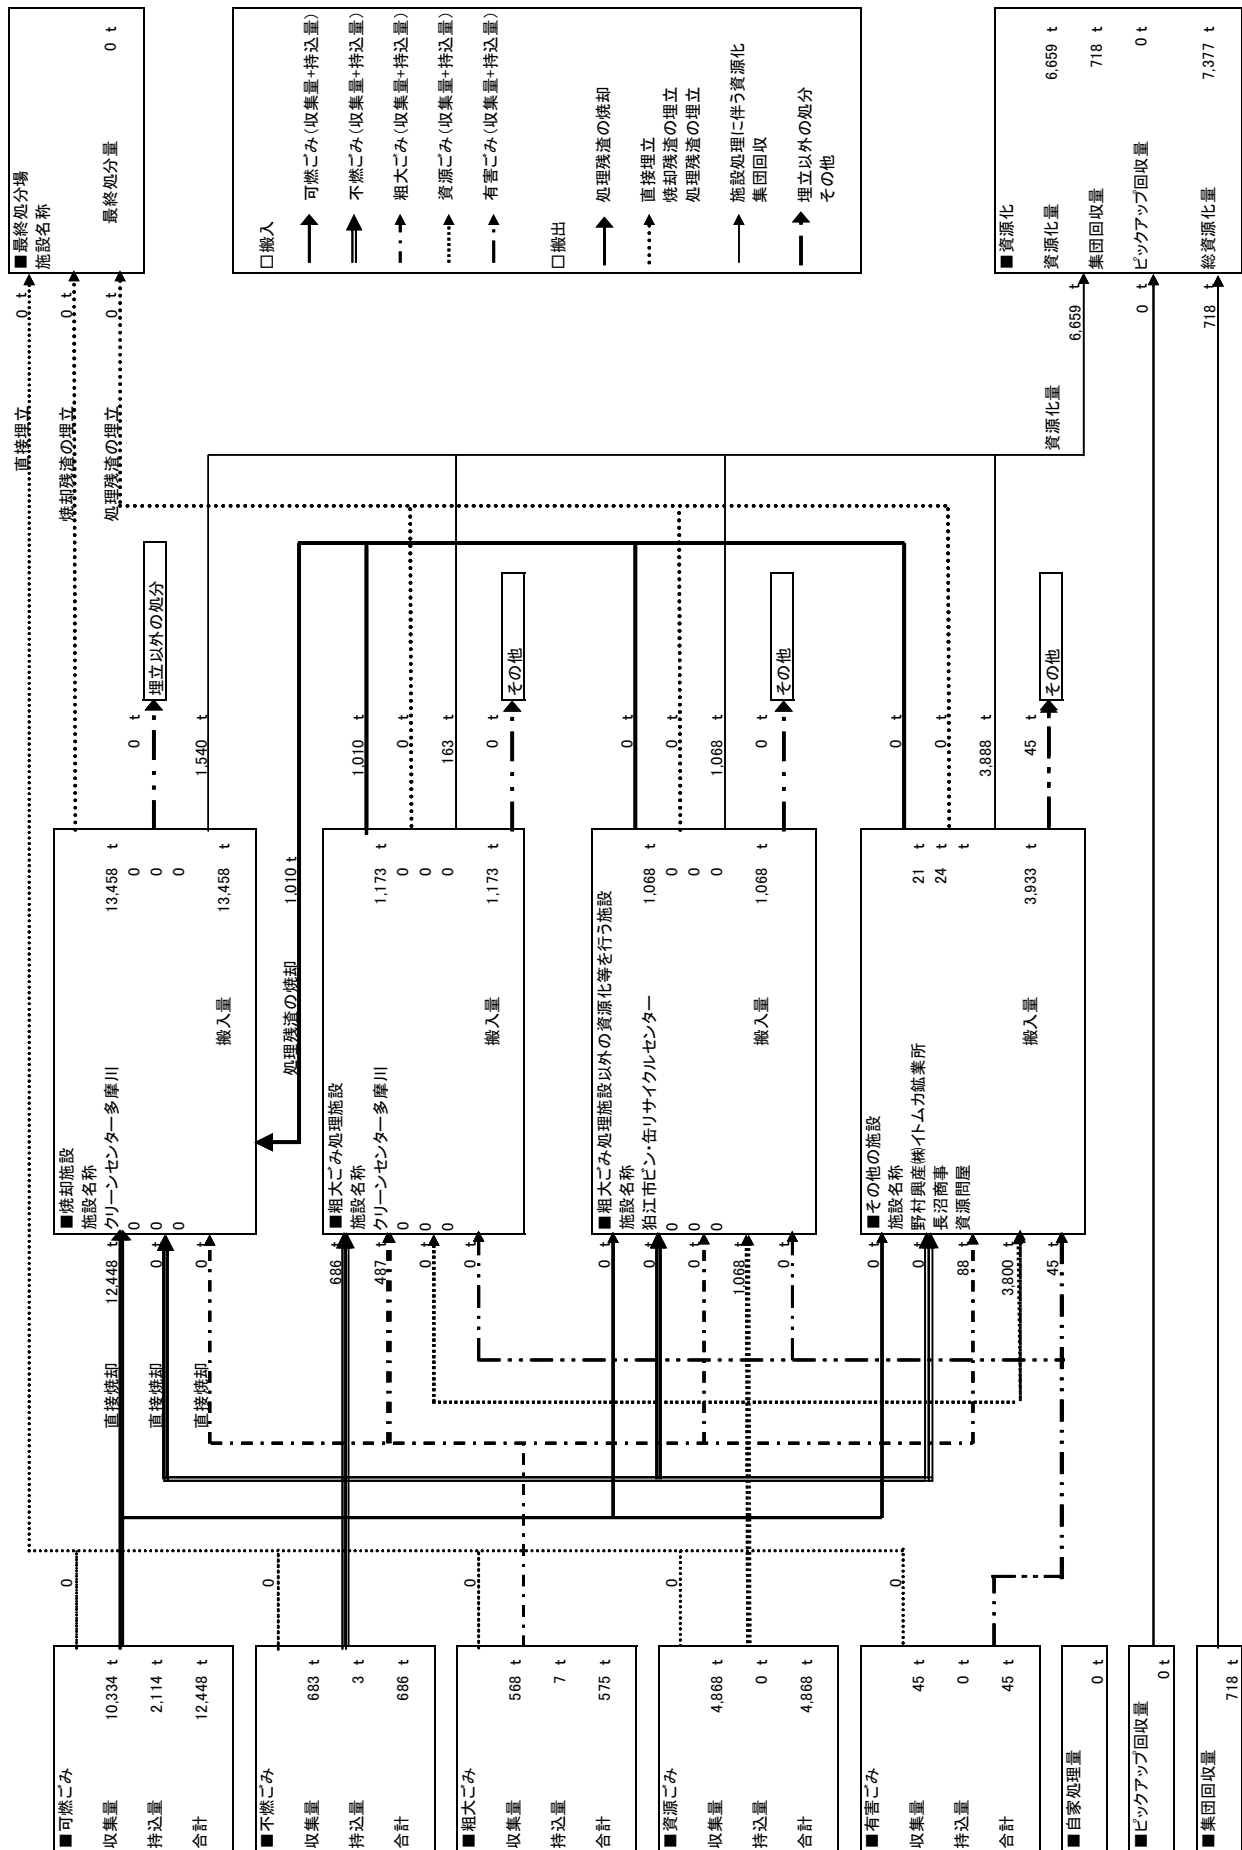 ■可燃ごみ
収集量 10,334 t
持込量 2,114 t
合計 12,448 t
■不燃ごみ
収集量 683 t
持込量 3 t
合計 686 t
■粗大ごみ
収集量 568 t
持込量 7 t
合計 575 t
■資源ごみ
収集量 4,868 t
持込量 0 t
合計 4,868 t
■有害ごみ
収集量 45 t
持込量 0 t
合計 45 t
■自家処理量
0 t
■ピックアップ回収量
0 t
■集団回収量
718 t
0
0
0
0
0
直接焼却 12,448 t
直接焼却 0 t
直接焼却 0 t
686 t
487 t
0 t
0 t
0 t
0 t
0 t
1,068 t
0 t
0 t
0 t
88 t
3,800 t
45 t
■焼却施設
施設名称
クリーンセンター多摩川 13,458 t
0 0
0 0
0 0
搬入量 13,458 t
処理残渣の焼却 1,010 t
■粗大ごみ処理施設
施設名称
クリーンセンター多摩川 1,173 t
0 0
0 0
0 0
搬入量 1,173 t
■粗大ごみ処理施設以外の資源化等を行う施設
施設名称
狛江市ビン・缶リサイクルセンター 1,068 t
0 0
0 0
0 0
搬入量 1,068 t
■その他の施設
施設名称
野村興産㈱イトムカ鉱業所 21 t
長沼商事 24 t
資源問屋 t
搬入量 3,933 t
0 t
埋立以外の処分
1,540 t
1,010 t
0 t
163 t
0 t
その他
0 t
0 t
1,068 t
0 t
その他
0 t
0 t
3,888 t
45 t
その他
直接埋立 0 t
焼却残渣の埋立 0 t
処理残渣の埋立 0 t
資源化量 6,659 t
0 t
718 t
■最終処分場
施設名称
最終処分量 0 t
□搬入
可燃ごみ（収集量+持込量）
不燃ごみ（収集量+持込量）
粗大ごみ（収集量+持込量）
資源ごみ（収集量+持込量）
有害ごみ（収集量+持込量）
□搬出
処理残渣の焼却
直接埋立
焼却残渣の埋立
処理残渣の埋立
施設処理に伴う資源化
集団回収
埋立以外の処分
その他
■資源化
資源化量 6,659 t
集団回収量 718 t
ピックアップ回収量 0 t
総資源化量 7,377 t